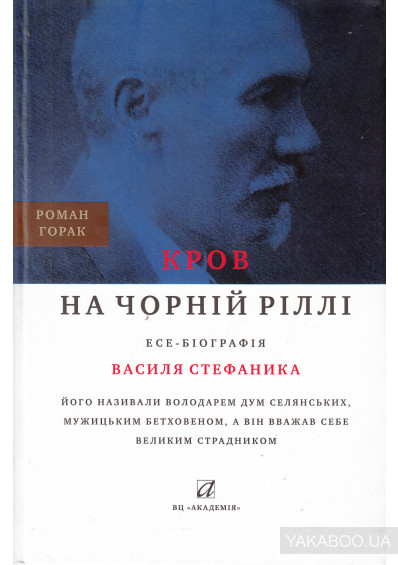 РОМАН
ГОРАК
КРОВ
НА ЧОРНІЙ РІЛЛІ
ЕСЕ-БІОГРАФІЯ
ВАСИЛЯ СТЕФАНИКА
ЙОГО НАЗИВАЛИ ВОЛОДАРЕМ ДУМ СЕЛЯНСЬКИХ,
МУЖИЦЬКИМ БЕТХОВЕНОМ, А ВІН ВВАЖАВ СЕБЕ
ВЕЛИКИМ СТРАДНИКОМ
а
ВЦ «АКАДЕМІЯ»
YAKABOO.UA